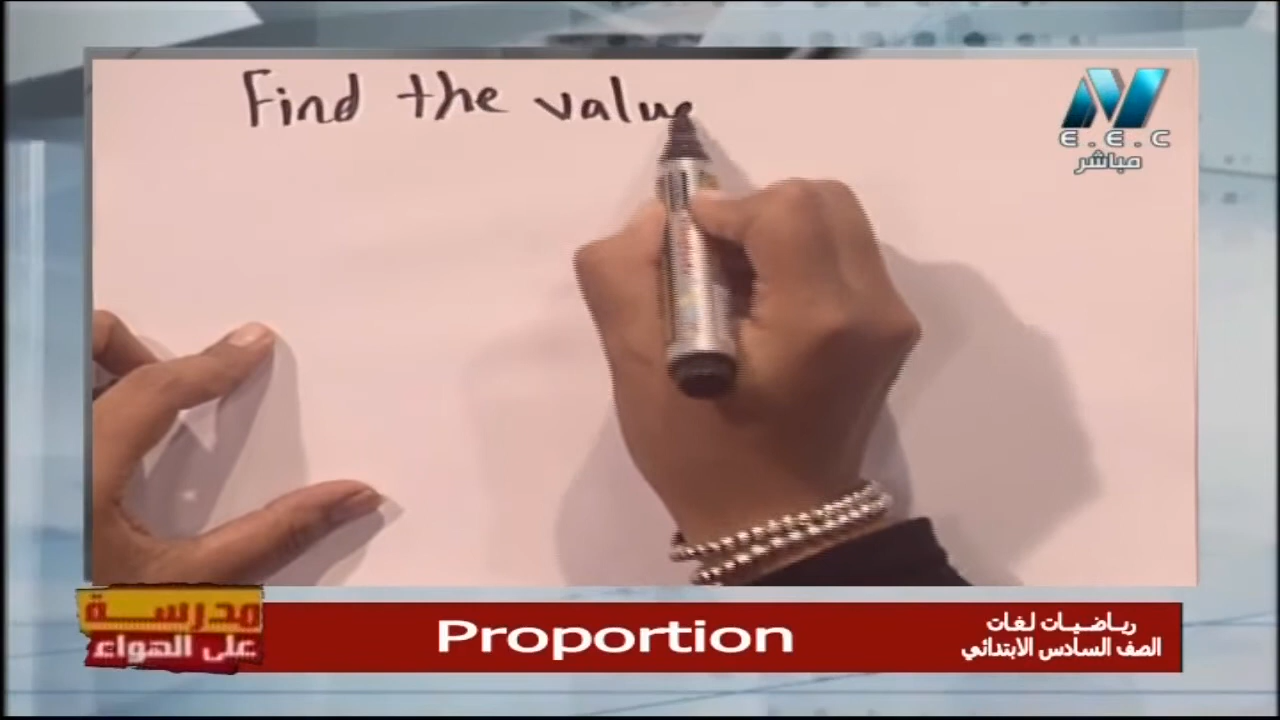 Find the value
E.E.C
مباشر
مدرسة
على الهواء
Proportion
رياضيات لغات
الصف السادس الابتدائي